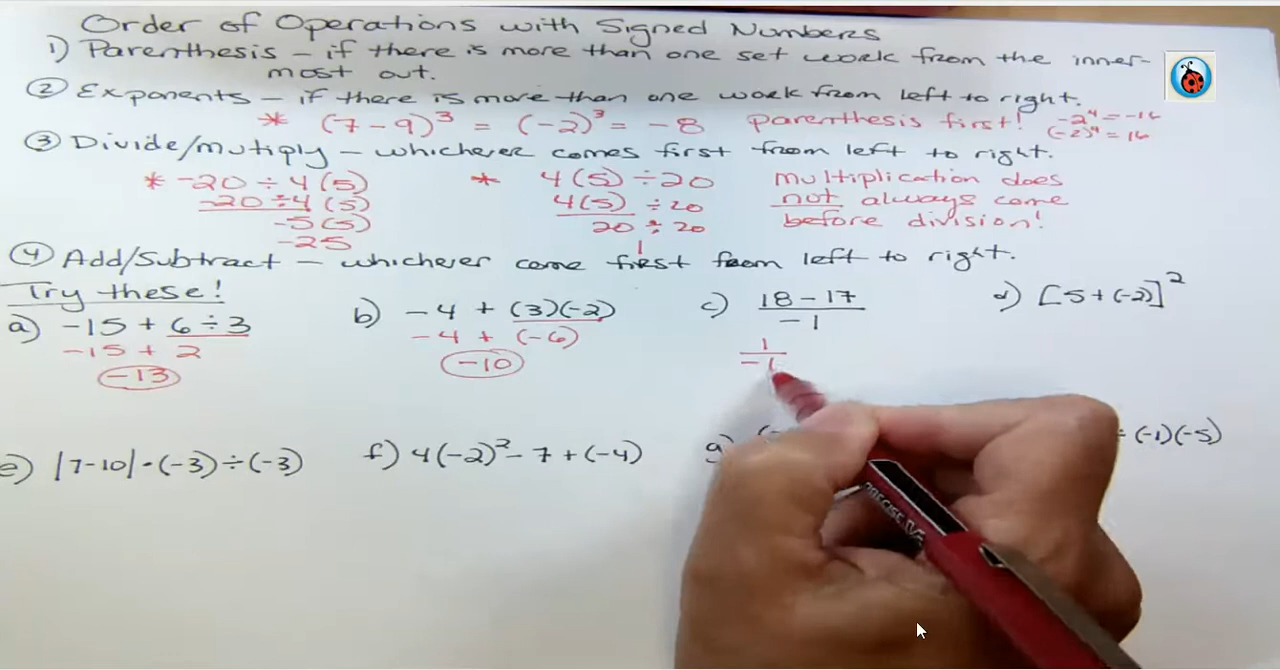 Order of Operations with Signed Numbers
1) Parenthesis – if there is more than one set work from the inner-
most out.
② Exponents – if there is more than one work from left to right.
* (7-9)³ = (-2)³ = -8 parenthesis first! -2⁴ = -16
(-2)⁴ = 16
③ Divide/mutiply – whichever comes first from left to right.
* -20 ÷ 4(5) * 4(5) ÷ 20 multiplication does
-20 ÷ 4 (5) 4(5) ÷ 20 not always come
-5(5) 20 ÷ 20 before division!
-25 1
④ Add/Subtract – whichever come first from left to right.
Try these!
a) -15 + 6 ÷ 3 b) -4 + (3)(-2) c) 18-17 d) [5+(-2)]²
-1
-15 + 2 -4 + (-6) 1
-13 -10 -1
e) |7-10| • (-3) ÷ (-3) f) 4(-2)² - 7 + (-4) g) (-1)(-5)
PRECISE V5